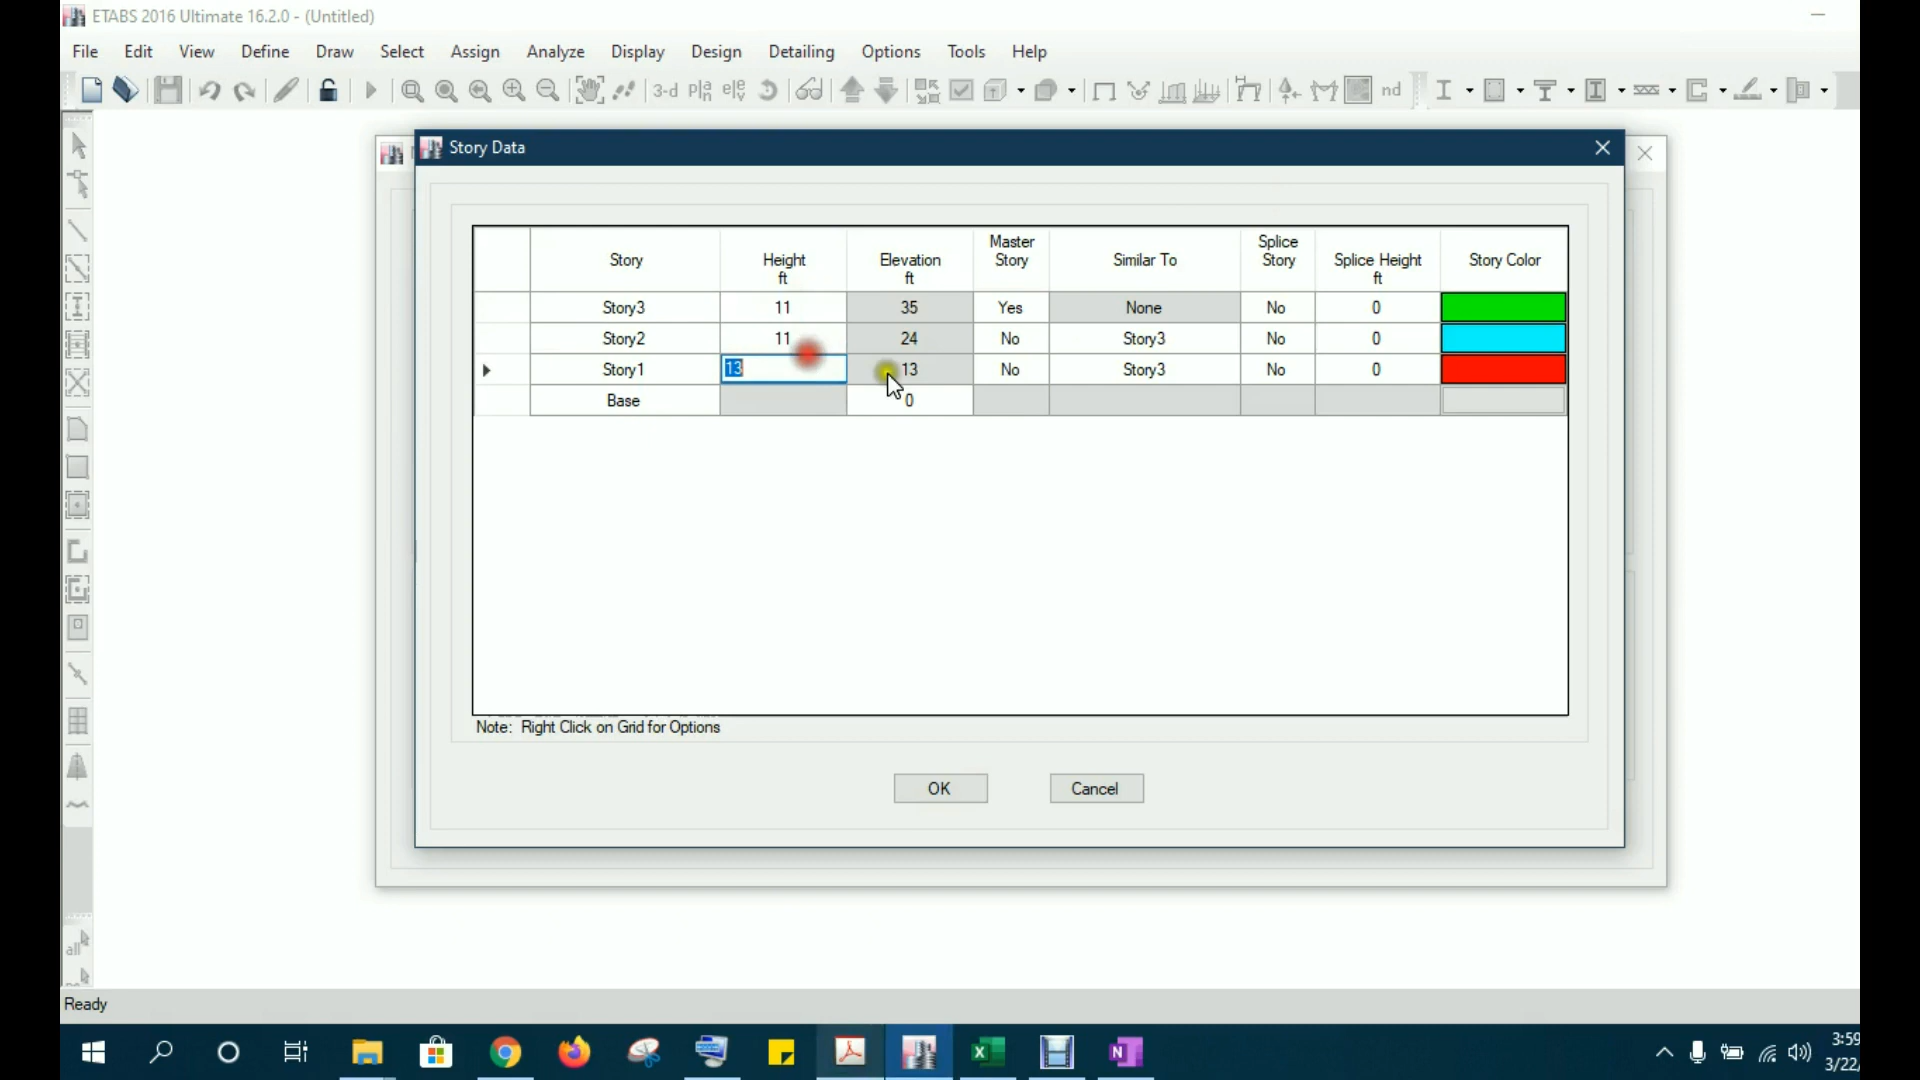 ETABS 2016 Ultimate 16.2.0 - (Untitled)
File Edit View Define Draw Select Assign Analyze Display Design Detailing Options Tools Help
3-d pla elev nd
Story Data
Story Height ft Elevation ft Master Story Similar To Splice Story Splice Height ft Story Color
Story3 11 35 Yes None No 0
Story2 11 24 No Story3 No 0
Story1 13 13 No Story3 No 0
Base 0
Note: Right Click on Grid for Options
OK Cancel
all
Ready
3:59
3/22/